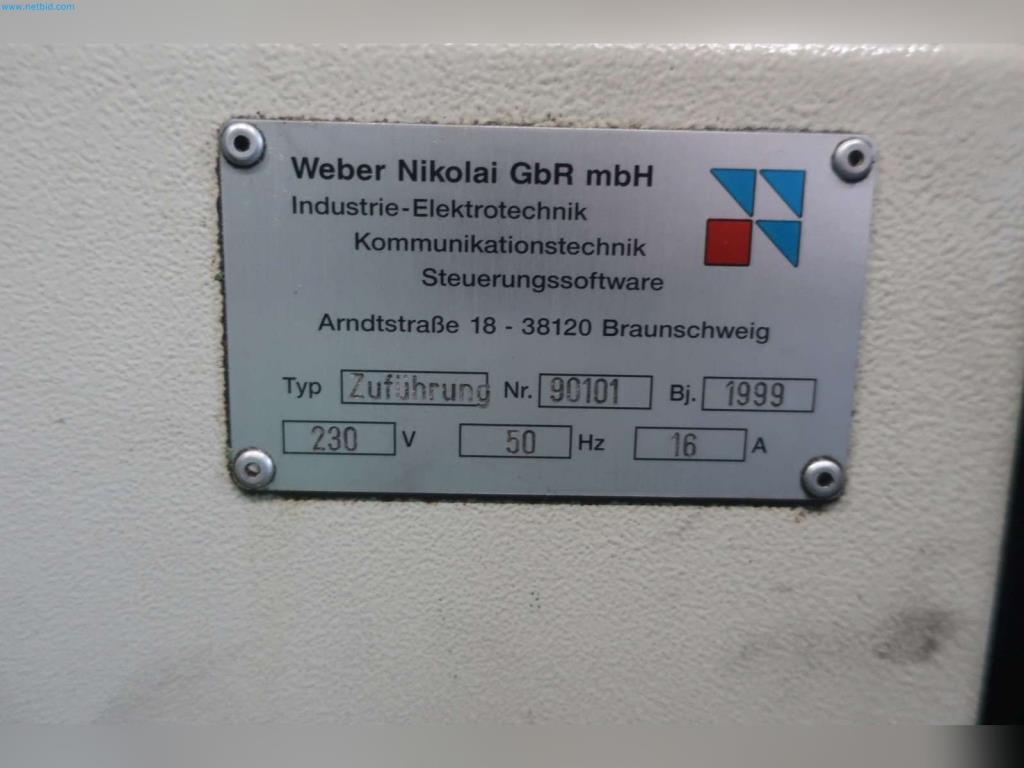 www.netbid.com
Weber Nikolai GbR mbH
Industrie-Elektrotechnik
Kommunikationstechnik
Steuerungssoftware
Arndtstraße 18 - 38120 Braunschweig
Typ Zuführung Nr. 90101 Bj. 1999
230 V 50 Hz 16 A